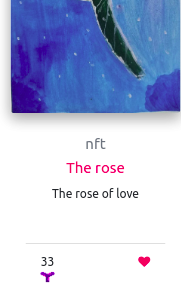 nft
The rose
The rose of love
33